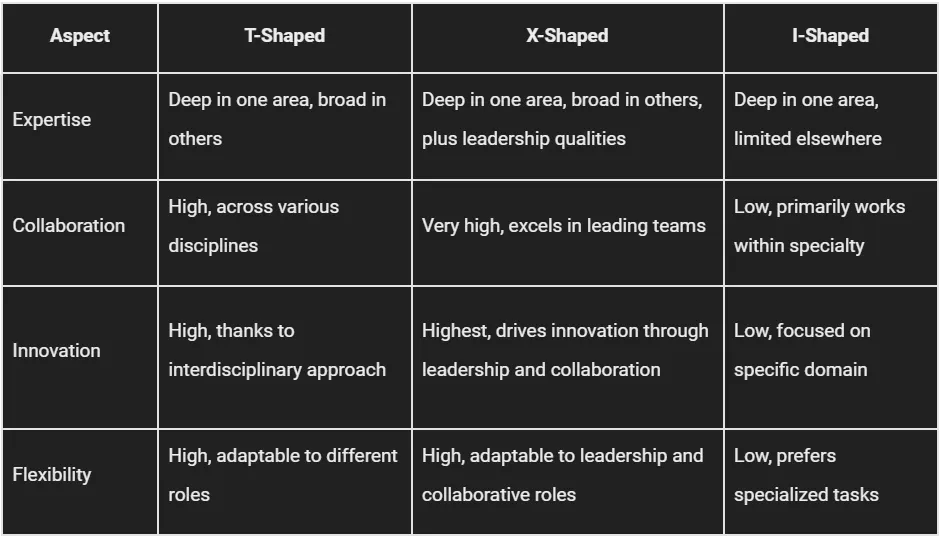 Aspect T-Shaped X-Shaped I-Shaped
Expertise
Deep in one area, broad in
others
Deep in one area, broad in others,
plus leadership qualities
Deep in one area,
limited elsewhere
Collaboration
High, across various
disciplines
Very high, excels in leading teams
Low, primarily works
within specialty
Innovation
High, thanks to
interdisciplinary approach
Highest, drives innovation through
leadership and collaboration
Low, focused on
specific domain
Flexibility
High, adaptable to different
roles
High, adaptable to leadership and
collaborative roles
Low, prefers
specialized tasks